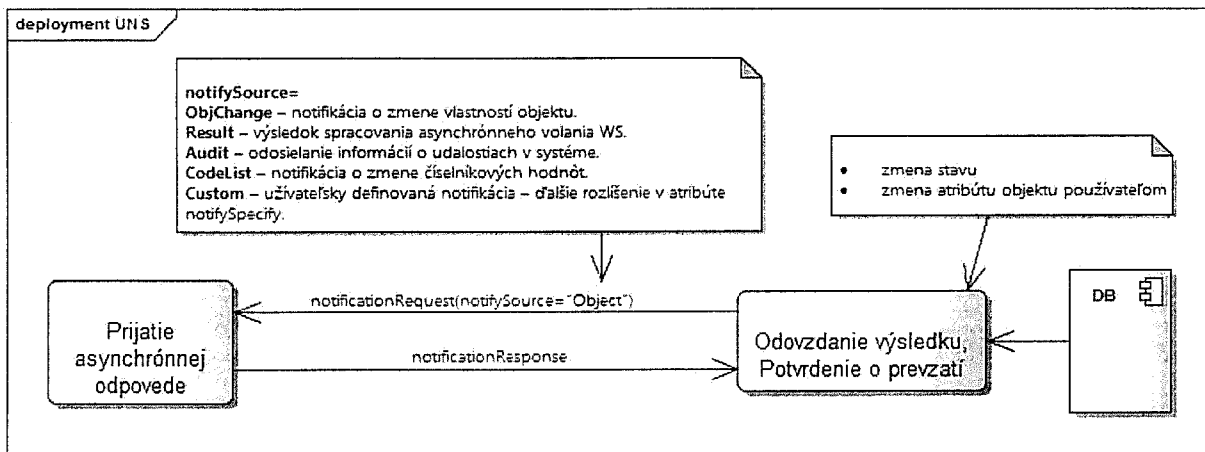 deployment UNS
notifySource=
ObjChange – notifikácia o zmene vlastností objektu.
Result – výsledok spracovania asynchrónneho volania WS.
Audit – odosielanie informácií o udalostiach v systéme.
CodeList – notifikácia o zmene číselníkových hodnôt.
Custom – užívateľsky definovaná notifikácia – ďalšie rozlíšenie v atribúte
notifySpecify.
• zmena stavu
• zmena atribútu objektu používateľom
notificationRequest(notifySource="Object")
DB
Prijatie
asynchrónnej
odpovede
notificationResponse
Odovzdanie výsledku,
Potvrdenie o prevzatí